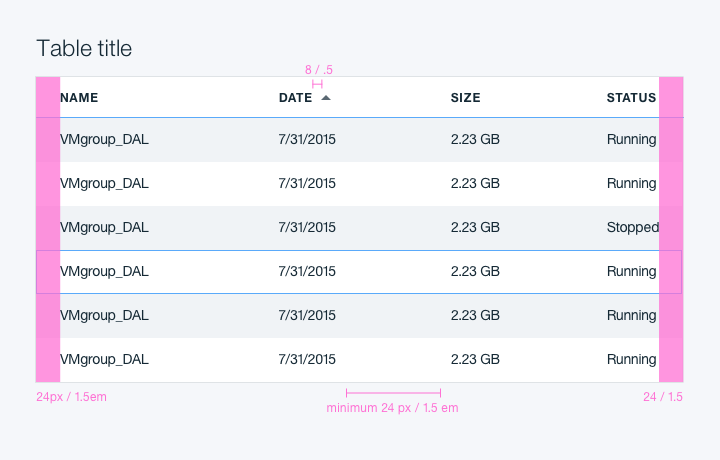 Table title
8 / .5
NAME DATE SIZE STATUS
VMgroup_DAL 7/31/2015 2.23 GB Running
VMgroup_DAL 7/31/2015 2.23 GB Running
VMgroup_DAL 7/31/2015 2.23 GB Stopped
VMgroup_DAL 7/31/2015 2.23 GB Running
VMgroup_DAL 7/31/2015 2.23 GB Running
VMgroup_DAL 7/31/2015 2.23 GB Running
24px / 1.5em 24 / 1.5
minimum 24 px / 1.5 em